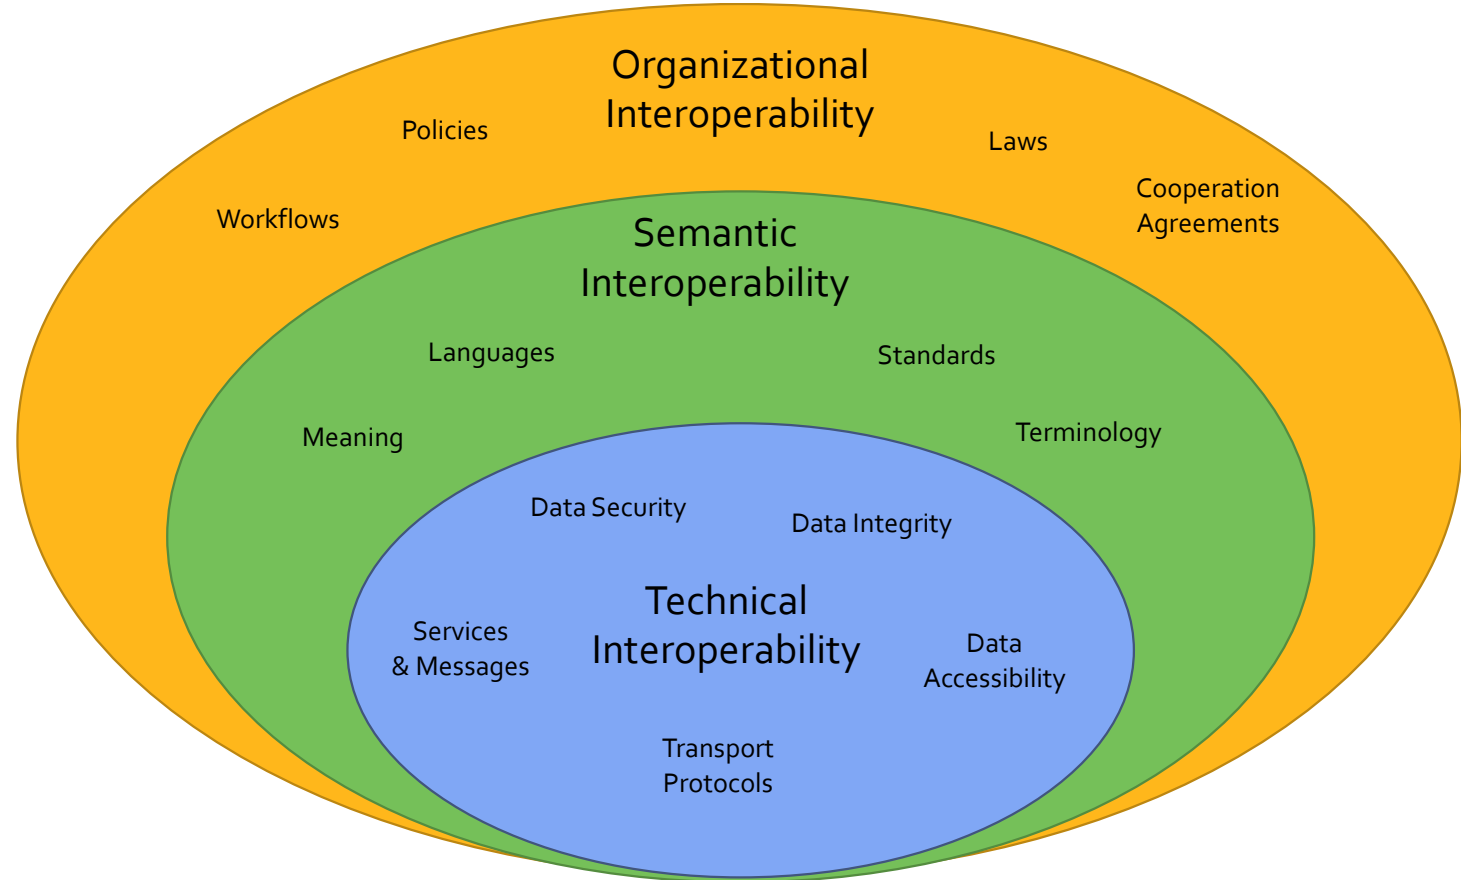 Organizational
Interoperability
Policies
Laws
Cooperation
Agreements
Workflows
Semantic
Interoperability
Languages
Standards
Meaning
Terminology
Data Security
Data Integrity
Technical
Interoperability
Services
& Messages
Data
Accessibility
Transport
Protocols